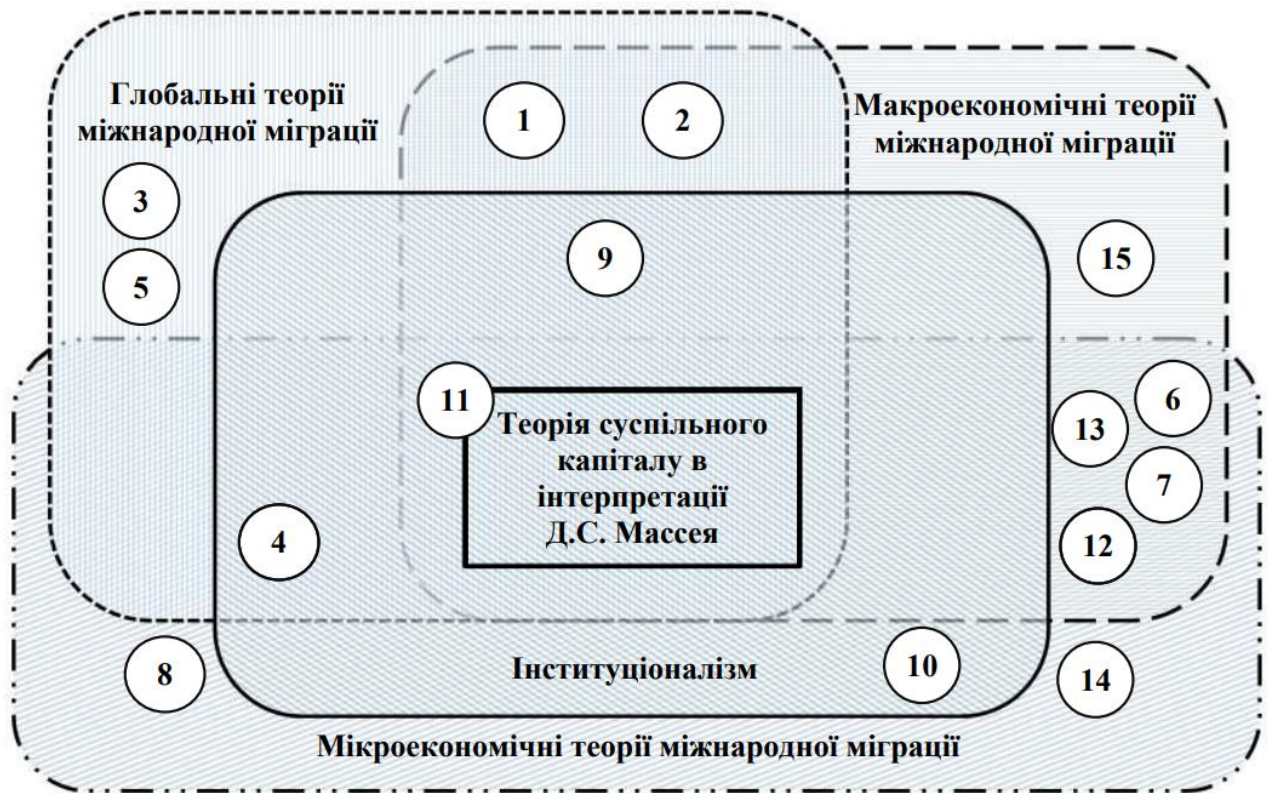 Глобальні теорії
міжнародної міграції
1
2
Макроекономічні теорії
міжнародної міграції
3
5
9
15
11
Теорія суспільного
капіталу в
інтерпретації
Д.С. Массея
6
13
7
12
4
8
Інституціоналізм
10
14
Мікроекономічні теорії міжнародної міграції